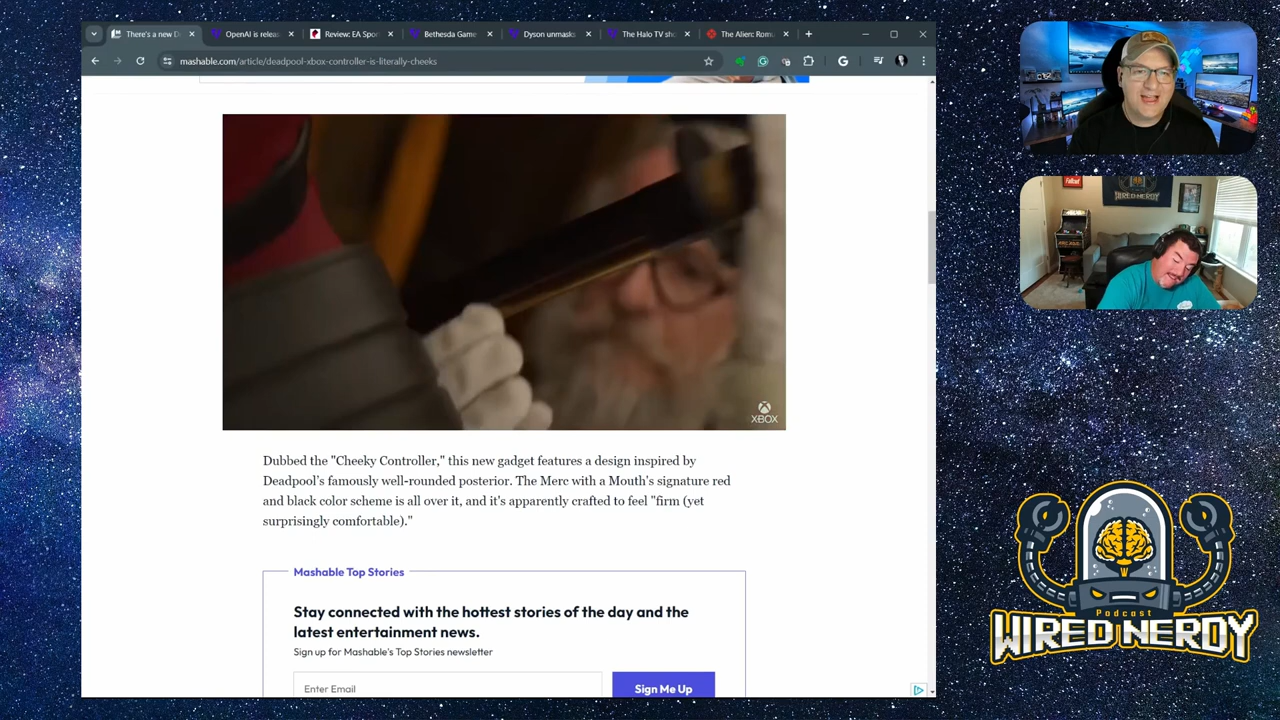 There's a new D
OpenAI is relea
Review: EA Spor
Bethesda Game
Dyson unmasks
The Halo TV sh
The Alien: Rom
mashable.com/article/deadpool-xbox-controller-is-literally-cheeks
XBOX
Dubbed the "Cheeky Controller," this new gadget features a design inspired by
Deadpool's famously well-rounded posterior. The Merc with a Mouth's signature red
and black color scheme is all over it, and it's apparently crafted to feel "firm (yet
surprisingly comfortable)."
Mashable Top Stories
Stay connected with the hottest stories of the day and the
latest entertainment news.
Sign up for Mashable's Top Stories newsletter
Enter Email
Sign Me Up
Fallout
WIRED NERDY
Podcast
WIRED NERDY